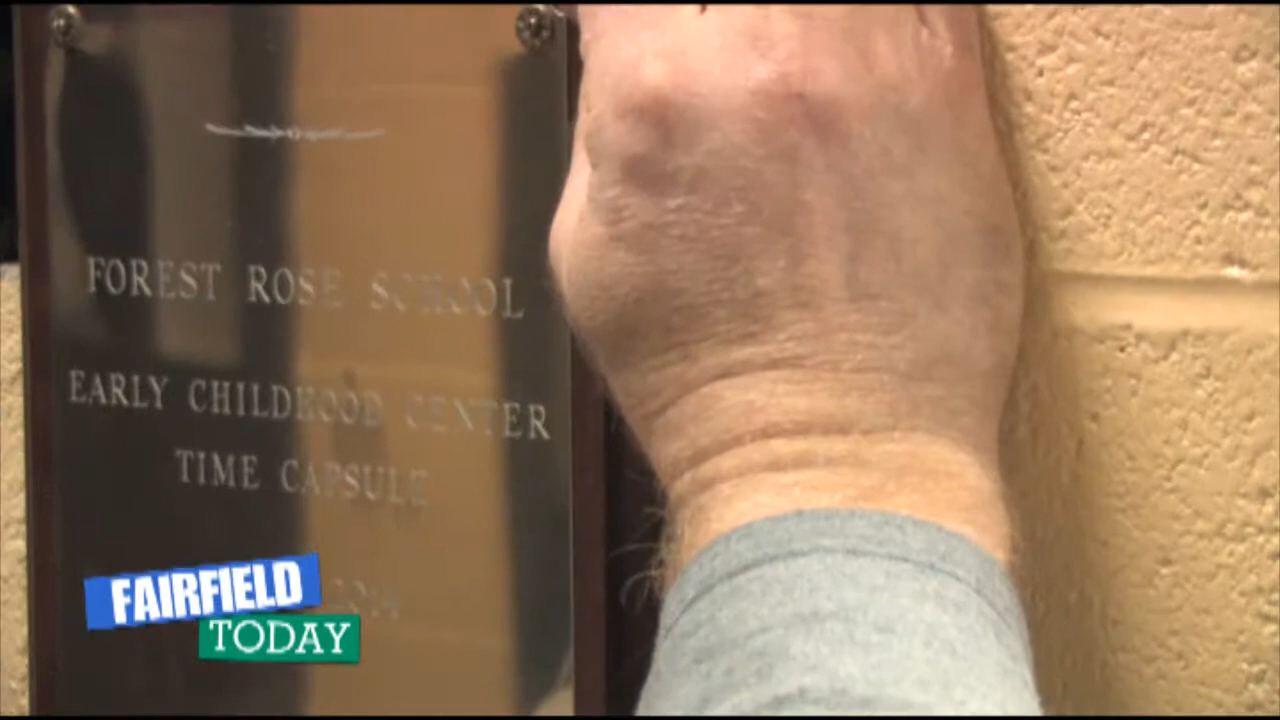 FOREST ROSE SCHOOL
EARLY CHILDHOOD CENTER
TIME CAPSULE
FAIRFIELD
TODAY